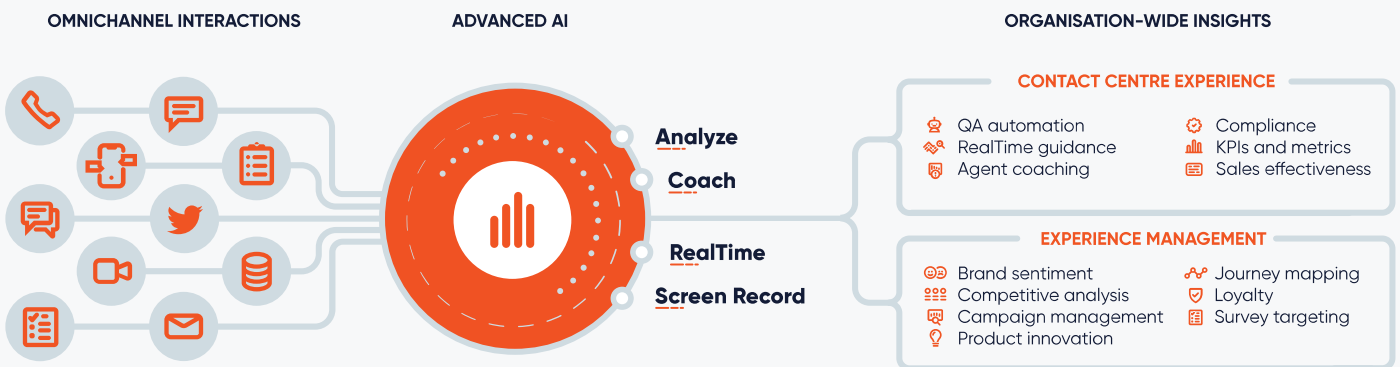 OMNICHANNEL INTERACTIONS
ADVANCED AI
ORGANISATION-WIDE INSIGHTS
Analyze
Coach
RealTime
Screen Record
CONTACT CENTRE EXPERIENCE
QA automation
RealTime guidance
Agent coaching
Compliance
KPIs and metrics
Sales effectiveness
EXPERIENCE MANAGEMENT
Brand sentiment
Competitive analysis
Campaign management
Product innovation
Journey mapping
Loyalty
Survey targeting